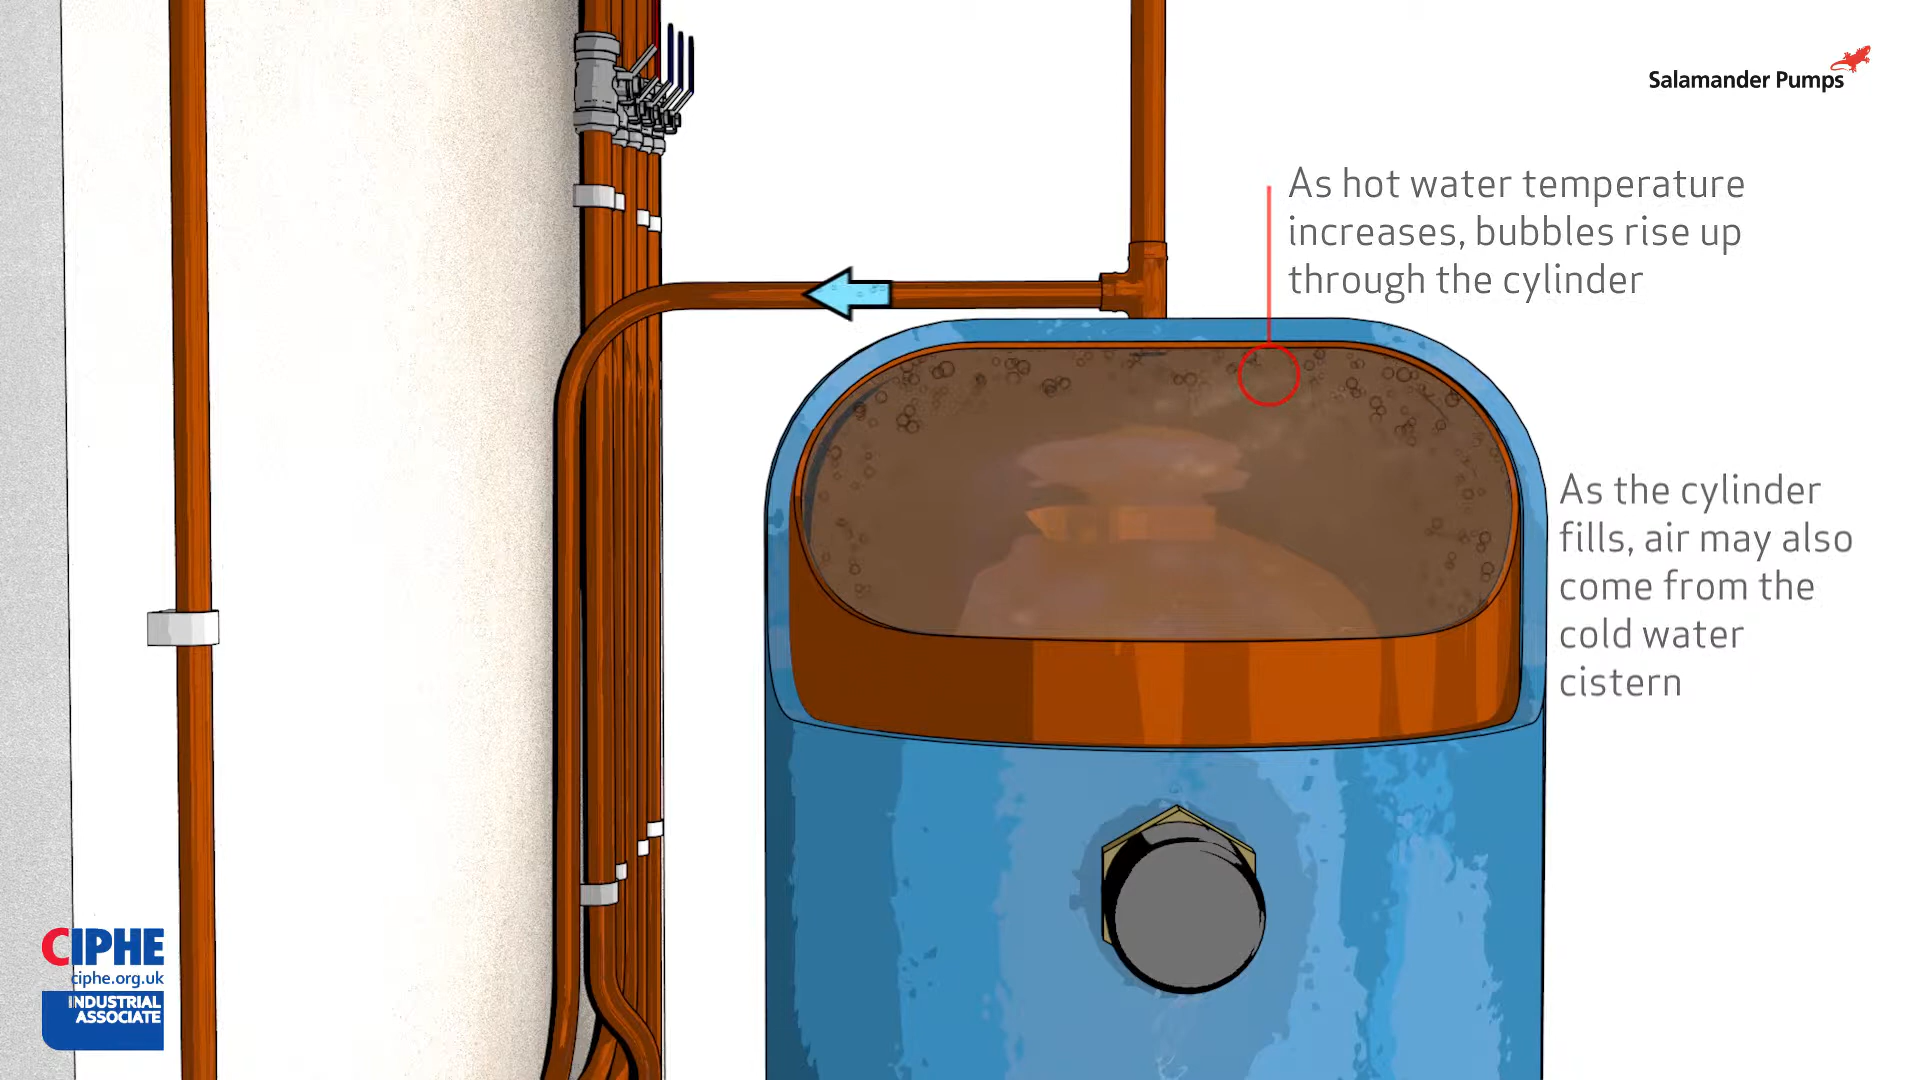 Salamander Pumps
As hot water temperature
increases, bubbles rise up
through the cylinder
As the cylinder
fills, air may also
come from the
cold water
cistern
CIPHE
ciphe.org.uk
INDUSTRIAL
ASSOCIATE